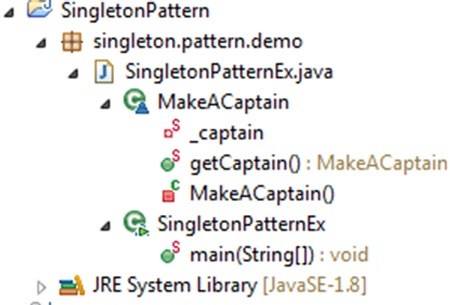 SingletonPattern
singleton.pattern.demo
SingletonPatternEx.java
MakeACaptain
_captain
getCaptain() : MakeACaptain
MakeACaptain()
SingletonPatternEx
main(String[]) : void
JRE System Library [JavaSE-1.8]